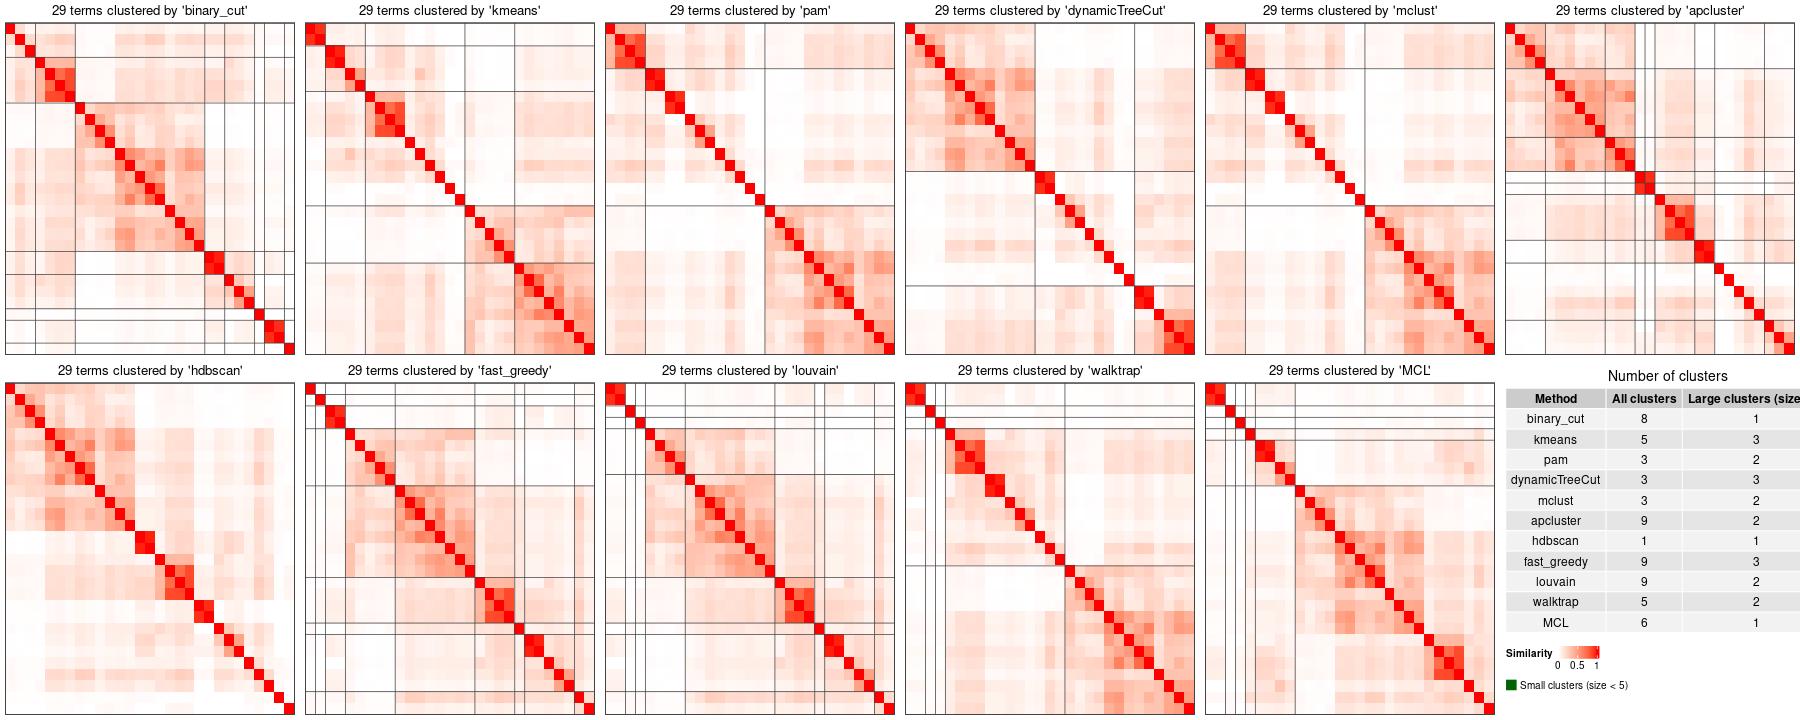 29 terms clustered by 'binary_cut'
29 terms clustered by 'kmeans'
29 terms clustered by 'pam'
29 terms clustered by 'dynamicTreeCut'
29 terms clustered by 'mclust'
29 terms clustered by 'apcluster'
29 terms clustered by 'hdbscan'
29 terms clustered by 'fast_greedy'
29 terms clustered by 'louvain'
29 terms clustered by 'walktrap'
29 terms clustered by 'MCL'
Number of clusters
Method All clusters Large clusters (size
binary_cut 8 1
kmeans 5 3
pam 3 2
dynamicTreeCut 3 3
mclust 3 2
apcluster 9 2
hdbscan 1 1
fast_greedy 9 3
louvain 9 2
walktrap 5 2
MCL 6 1
Similarity
0 0.5 1
Small clusters (size < 5)